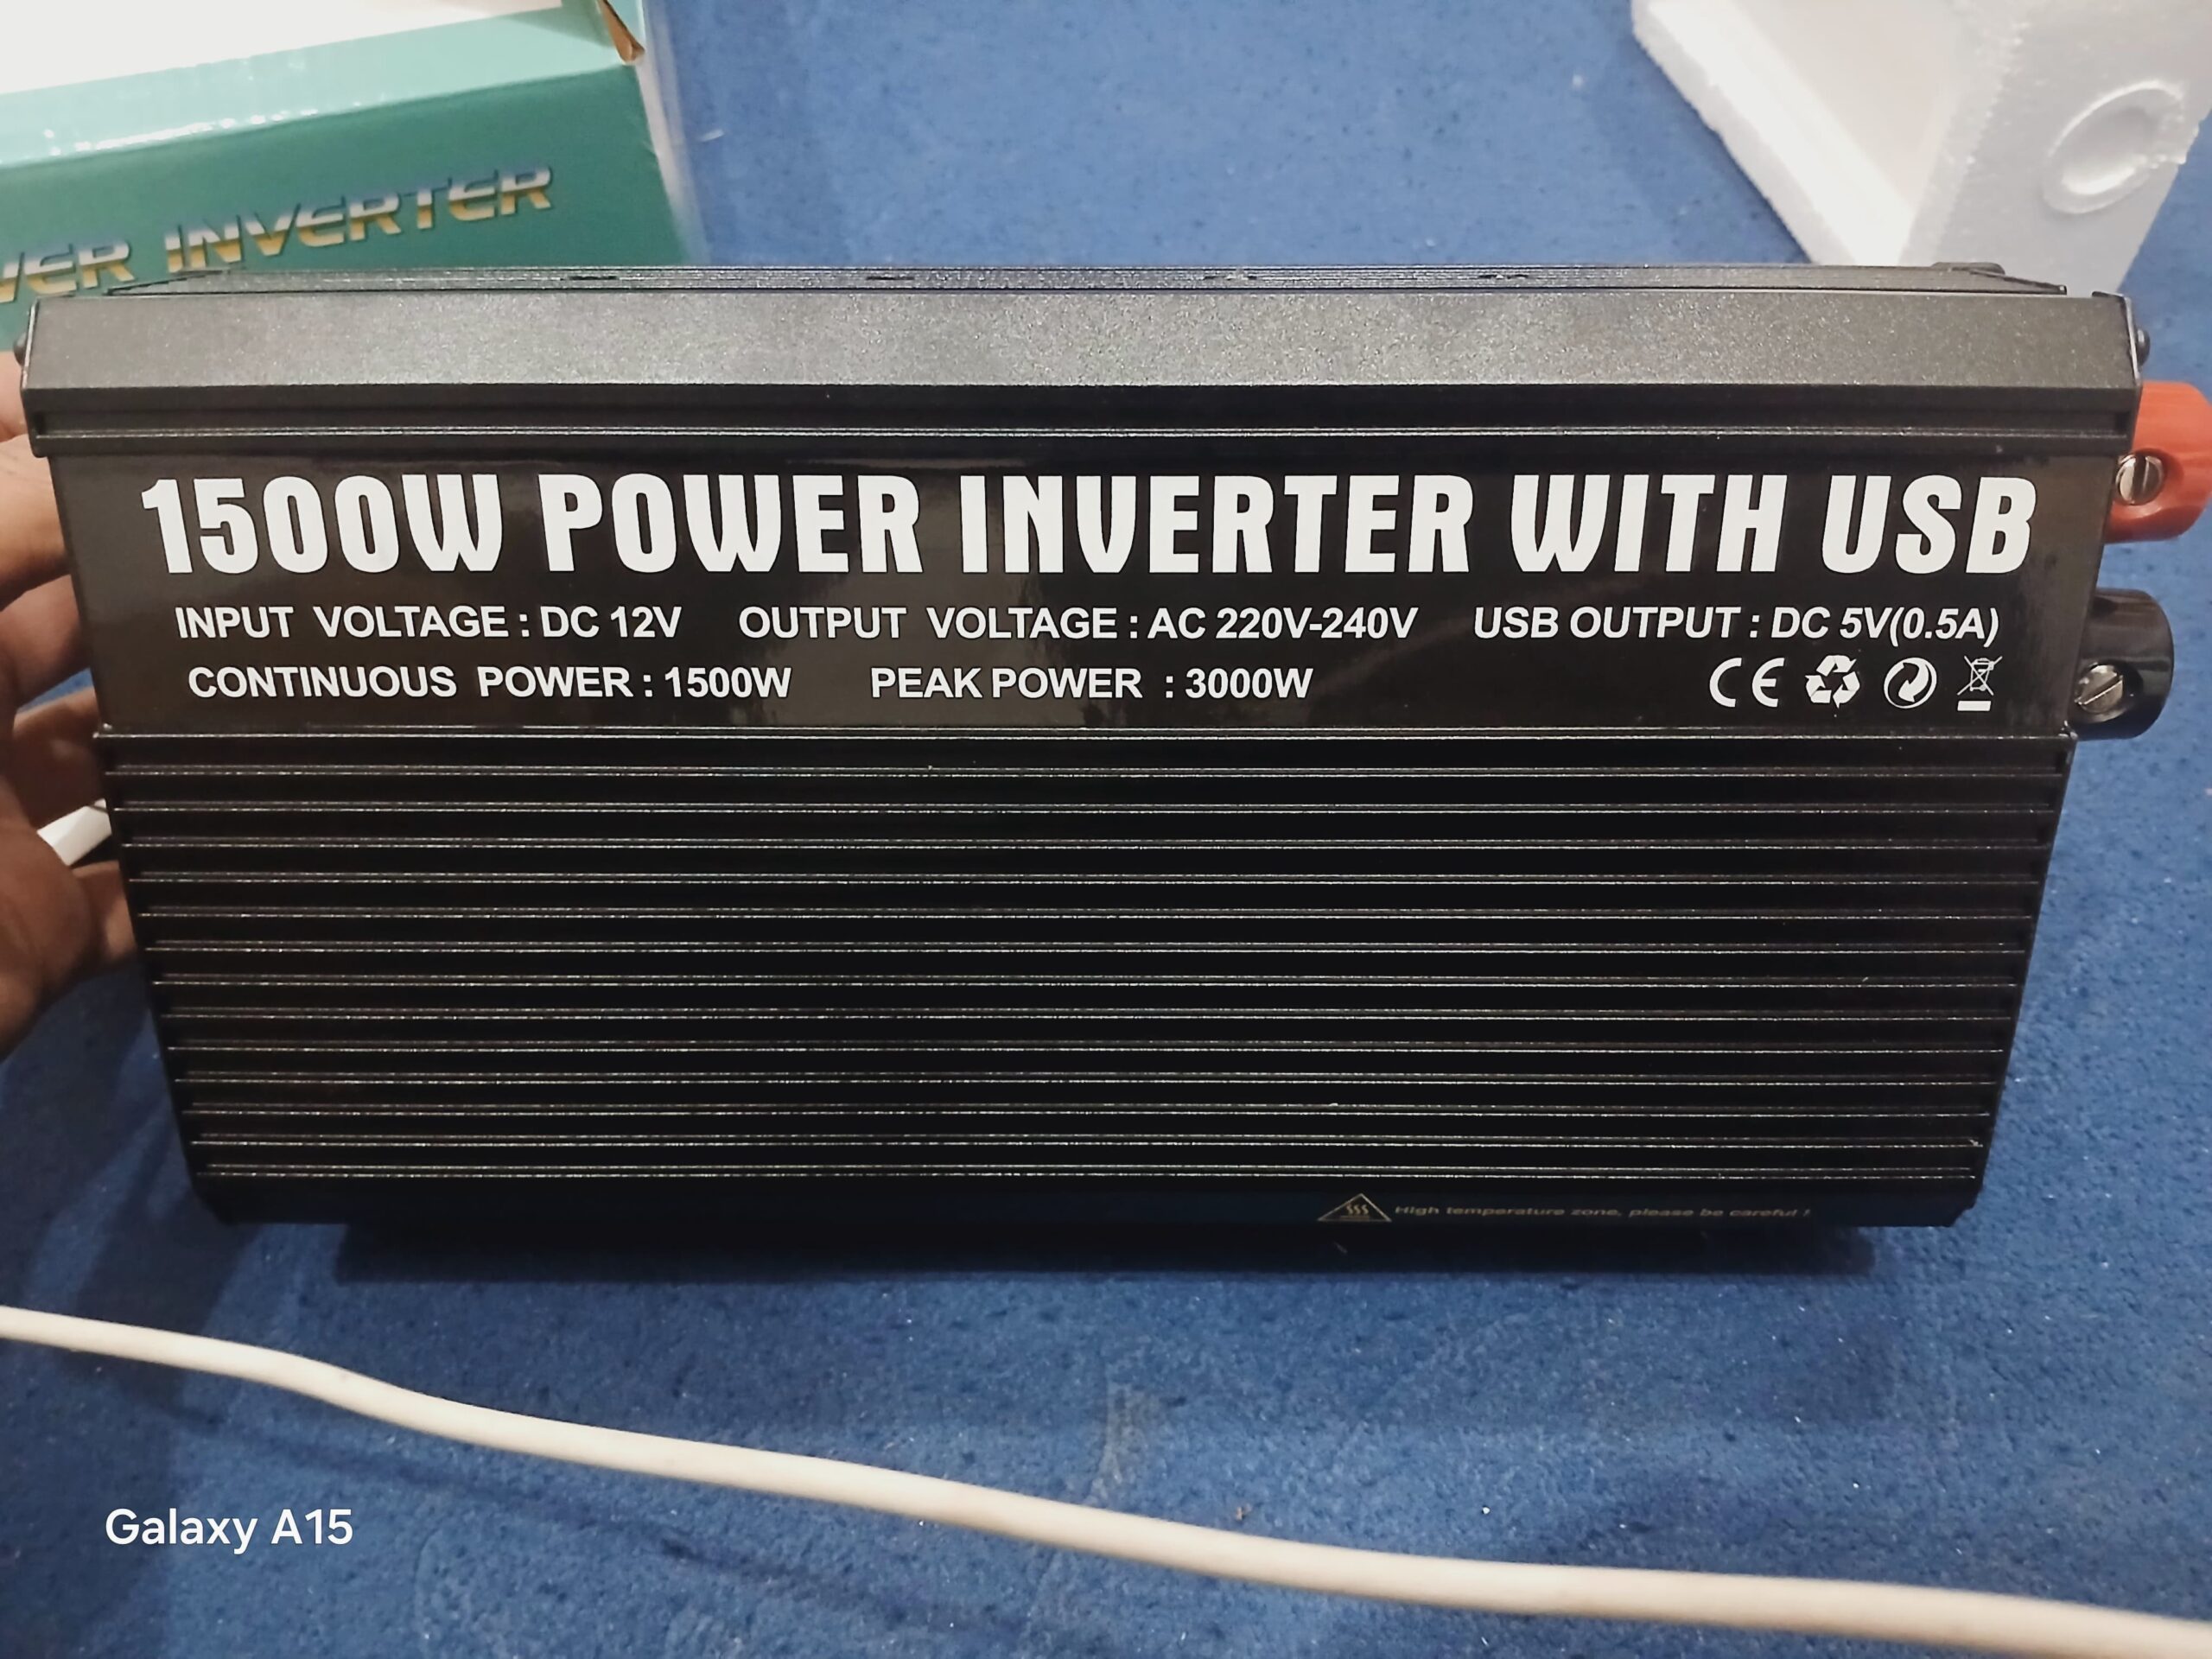 VER INVERTER
1500W POWER INVERTER WITH USB
INPUT VOLTAGE : DC 12V OUTPUT VOLTAGE : AC 220V-240V USB OUTPUT : DC 5V(0.5A)
CONTINUOUS POWER : 1500W PEAK POWER : 3000W CE
High temperature zone, please be careful !
Galaxy A15